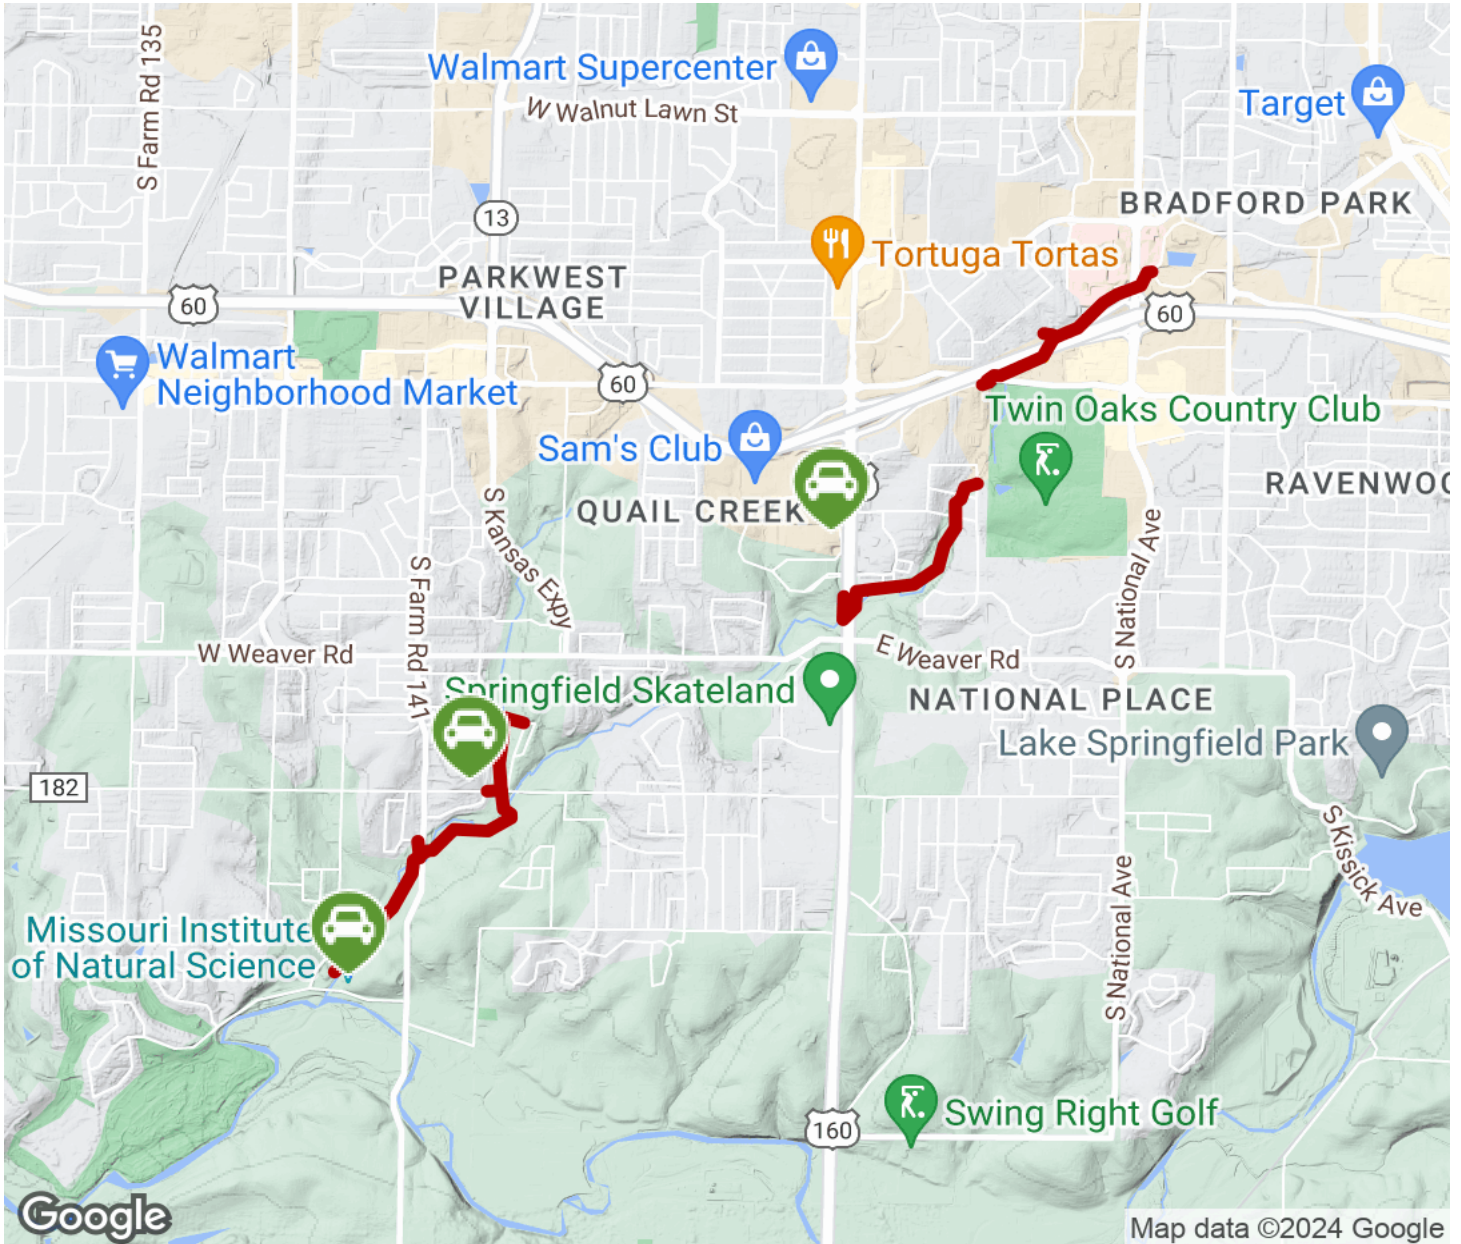 S Farm Rd 135
Walmart Supercenter
W Walnut Lawn St
Target
BRADFORD PARK
13
Tortuga Tortas
PARKWEST
VILLAGE
60
60
Walmart
Neighborhood Market
60
Twin Oaks Country Club
Sam's Club
RAVENWOO
QUAIL CREEK
S Kansas Expy
S National Ave
S Farm Rd 141
W Weaver Rd
E Weaver Rd
Springfield Skateland
NATIONAL PLACE
Lake Springfield Park
182
S Kissick Ave
S National Ave
Missouri Institute
of Natural Science
Swing Right Golf
160
Google
Map data ©2024 Google